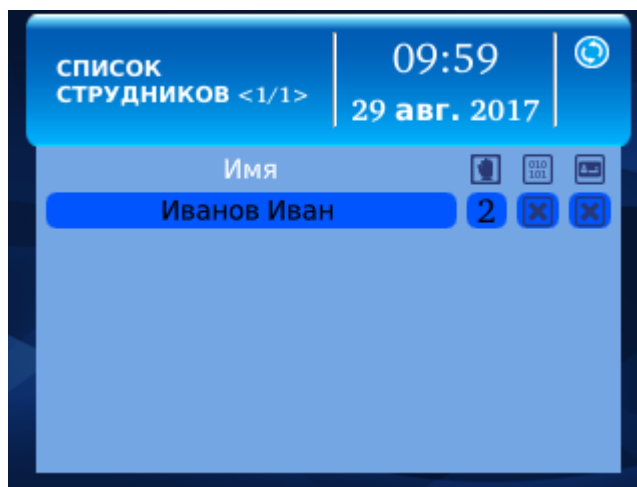 СПИСОК
СТРУДНИКОВ <1/1>
09:59
29 авг. 2017
Имя
010
101
Иванов Иван 2